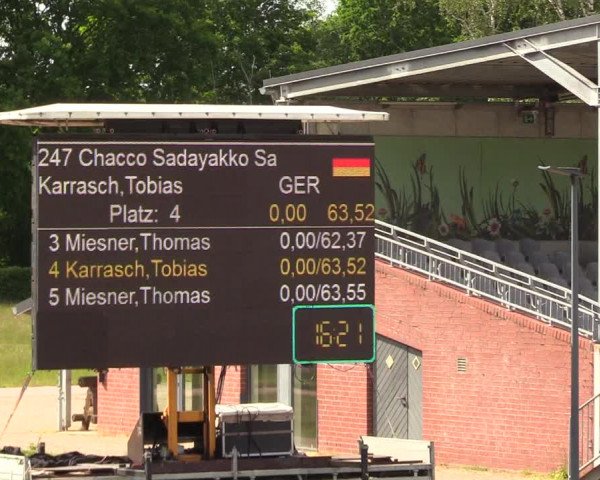 247 Chacco Sadayakko Sa
Karrasch,Tobias GER
Platz: 4 0,00 63,52
3 Miesner,Thomas 0,00/62,37
4 Karrasch,Tobias 0,00/63,52
5 Miesner,Thomas 0,00/63,55
16:21